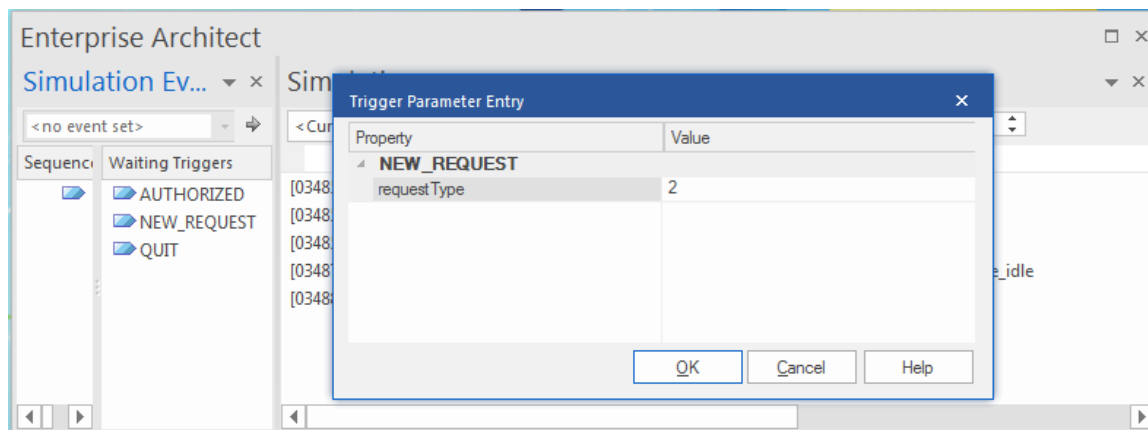 Enterprise Architect
Simulation Ev...
Sim
<no event set>
<Cur
Sequenc
Waiting Triggers
AUTHORIZED
NEW_REQUEST
QUIT
[0348
[0348
[0348
[0348
[0348
e_idle
Trigger Parameter Entry
Property Value
NEW_REQUEST
requestType 2
OK Cancel Help